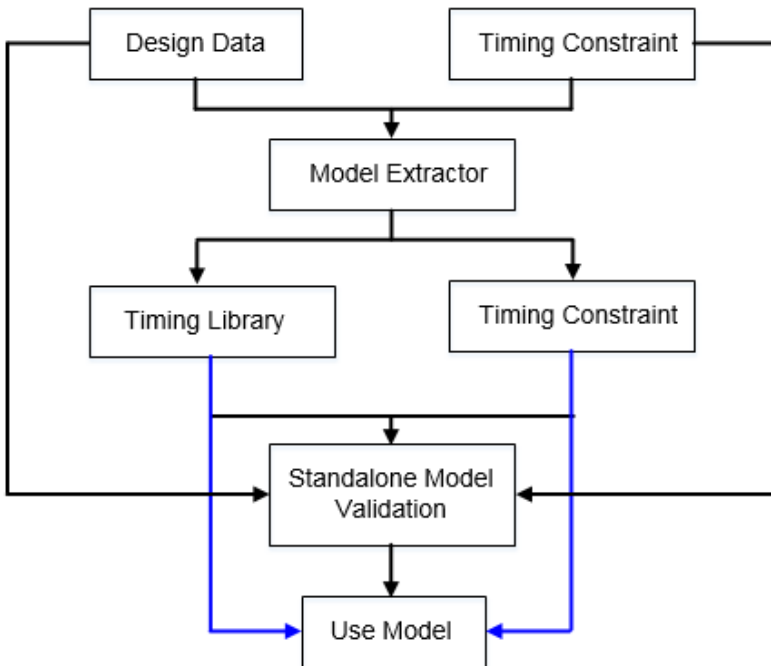 Design Data
Timing Constraint
Model Extractor
Timing Library
Timing Constraint
Standalone Model
Validation
Use Model